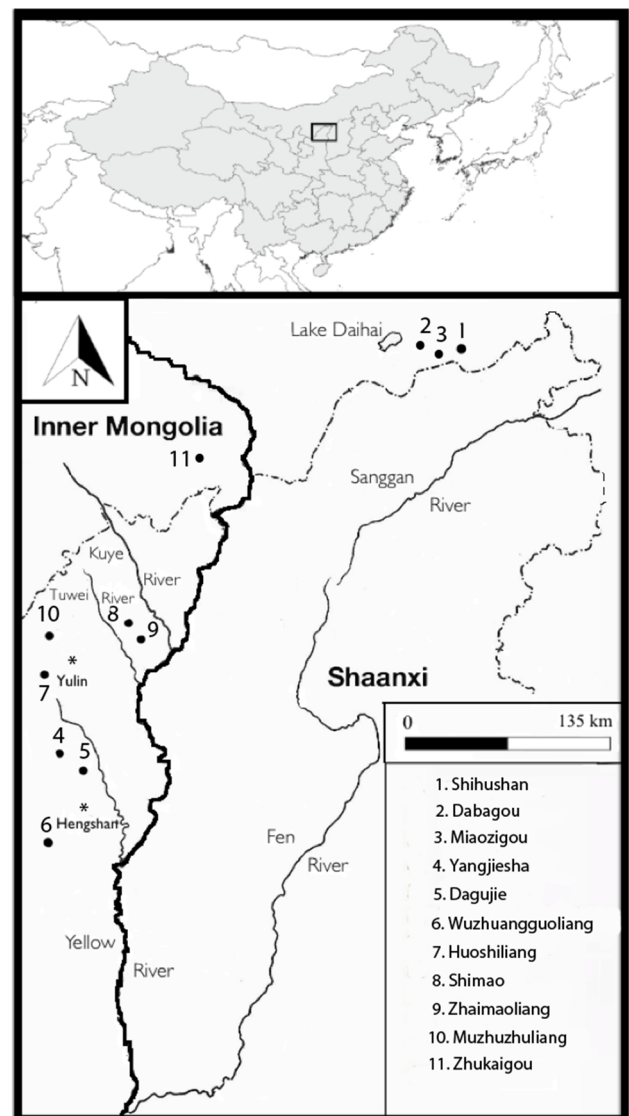 Lake Daihai
2
3
1
N
Inner Mongolia
11
Sanggan
River
Kuye
River
Tuwei
River
10
8
9
*
7
Yulin
Shaanxi
4
5
*
6
Hengshan
Fen
River
Yellow
River
0 135 km
1. Shihushan
2. Dabagou
3. Miaozigou
4. Yangjiesha
5. Dagujie
6. Wuzhuangguoliang
7. Huoshiliang
8. Shimao
9. Zhaimaoliang
10. Muzhuzhuliang
11. Zhukaigou